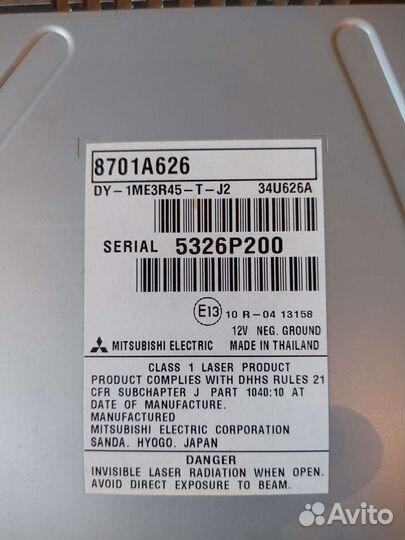 8701A626
DY-1ME3R45-T-J2 34U626A
SERIAL 5326P200
E13 10 R-04 13158
12V NEG. GROUND
MITSUBISHI ELECTRIC MADE IN THAILAND
CLASS 1 LASER PRODUCT
PRODUCT COMPLIES WITH DHHS RULES 21
CFR SUBCHAPTER J PART 1040:10 AT
DATE OF MANUFACTURE.
MANUFACTURED
MITSUBISHI ELECTRIC CORPORATION
SANDA, HYOGO, JAPAN
DANGER
INVISIBLE LASER RADIATION WHEN OPEN.
AVOID DIRECT EXPOSURE TO BEAM.
Avito